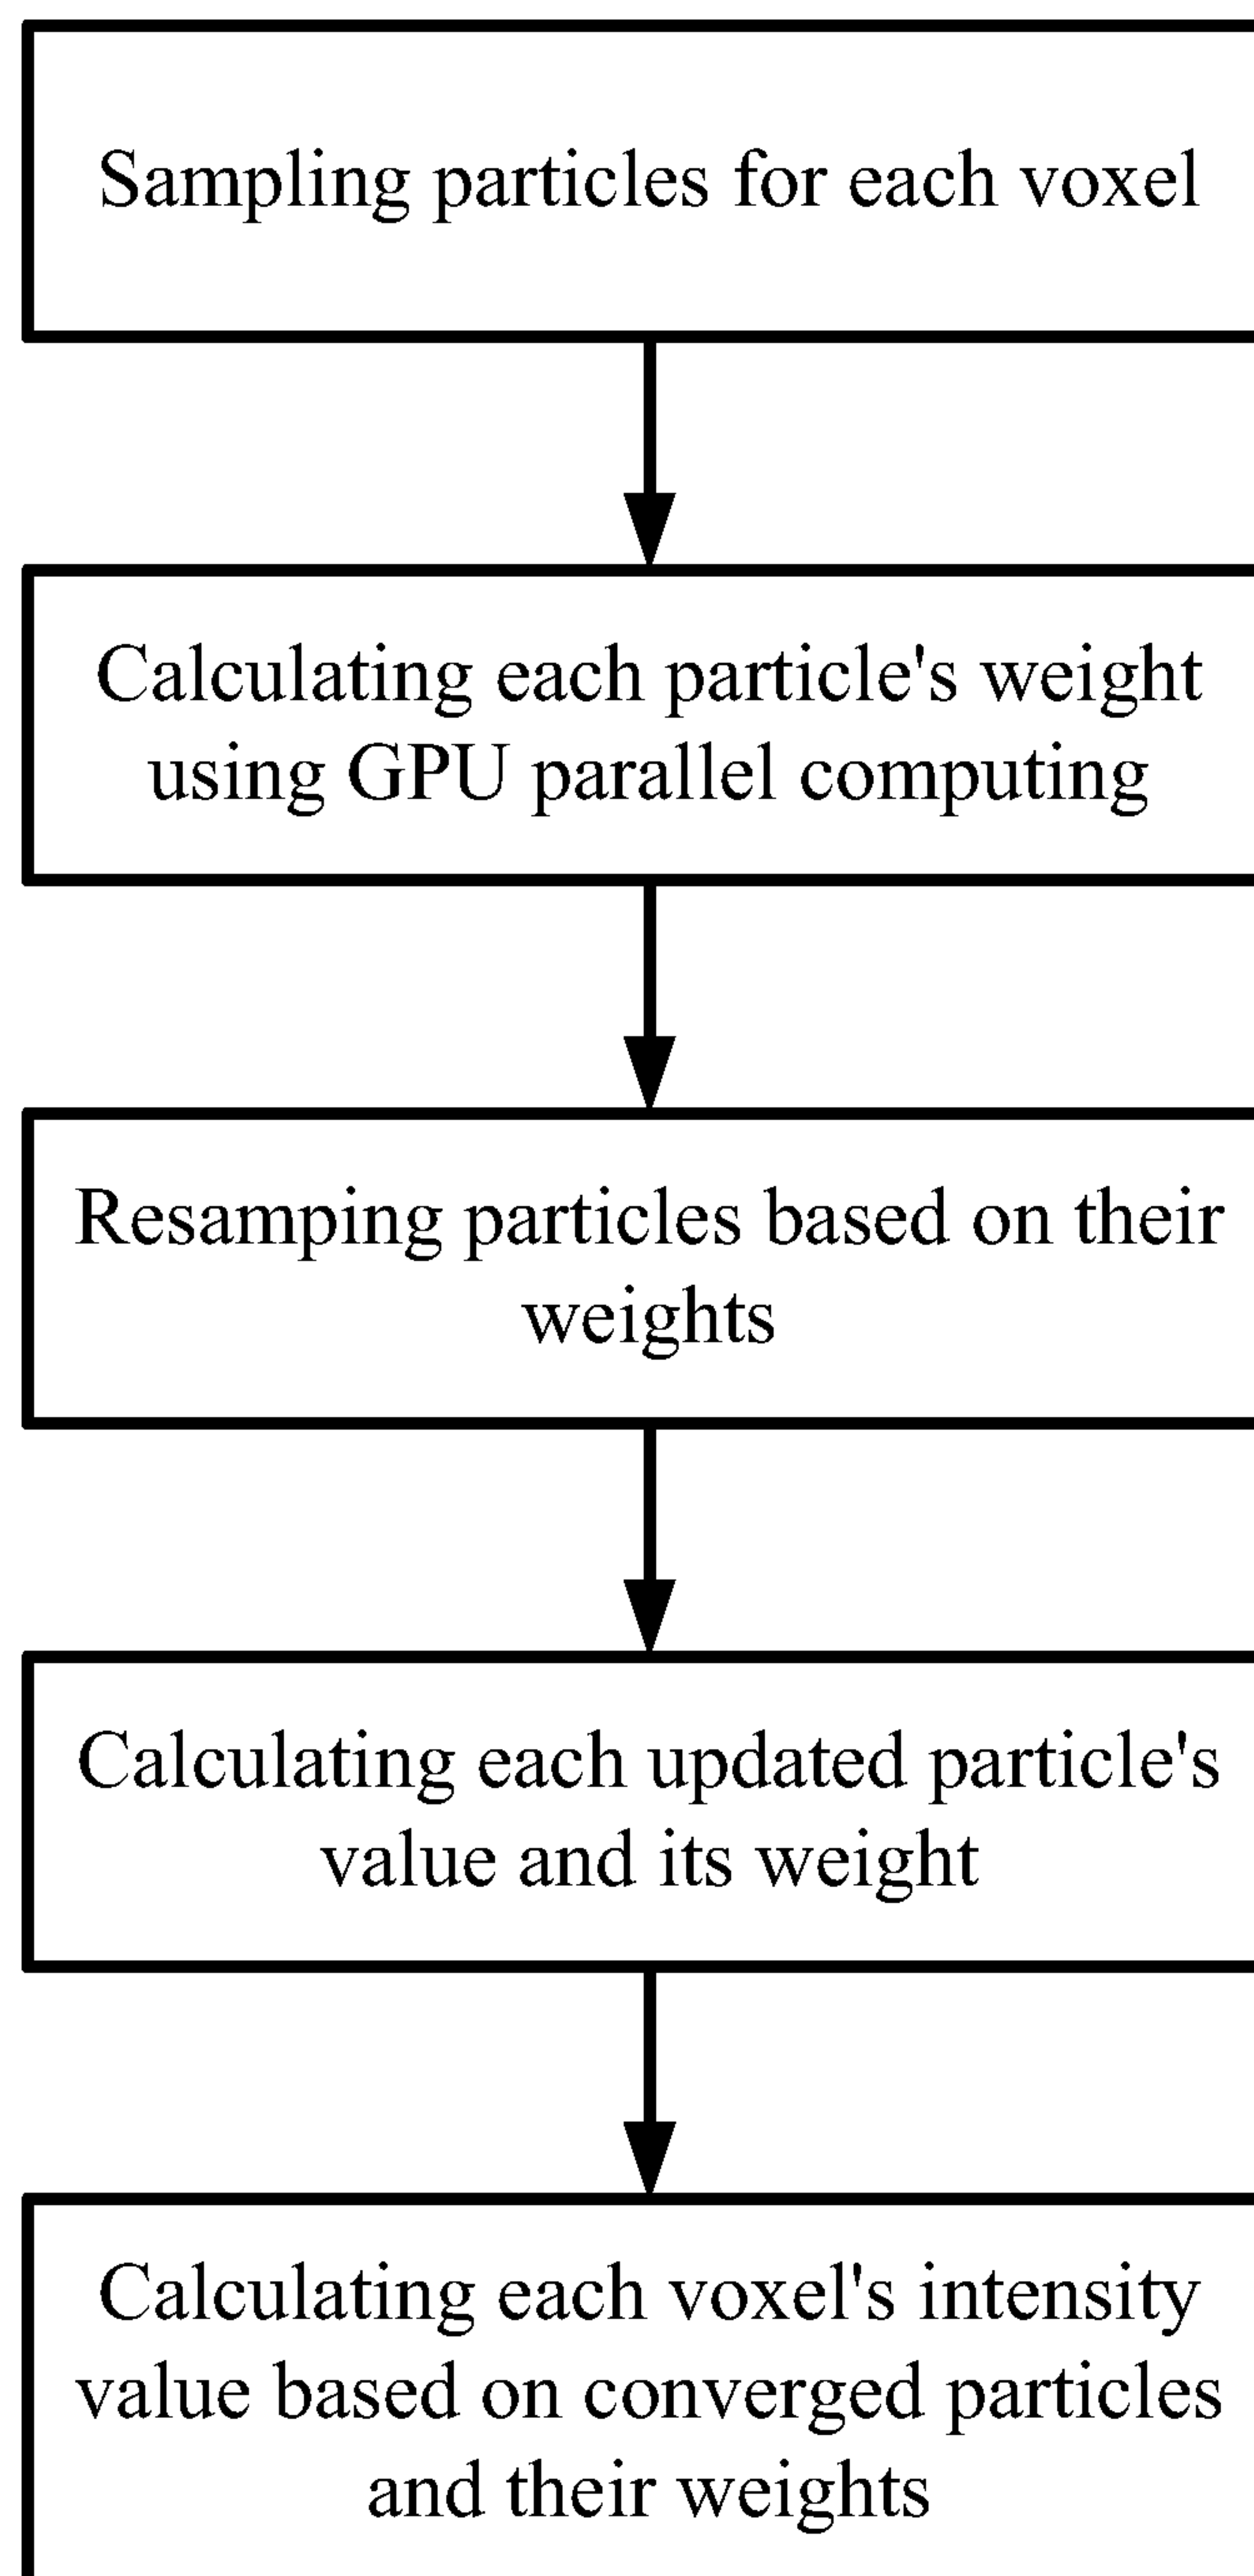 Sampling particles for each voxel
Calculating each particle's weight
using GPU parallel computing
Resamping particles based on their
weights
Calculating each updated particle's
value and its weight
Calculating each voxel's intensity
value based on converged particles
and their weights